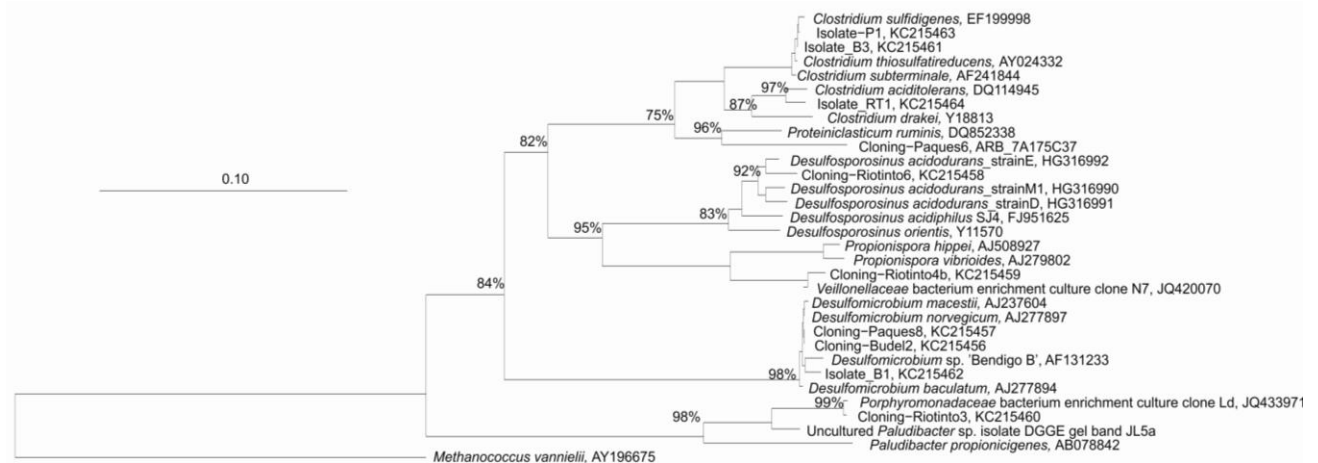 Clostridium sulfidigenes, EF199998
Isolate-P1, KC215463
Isolate_B3, KC215461
Clostridium thiosulfatireducens, AY024332
Clostridium subterminale, AF241844
97%
Clostridium aciditolerans, DQ114945
87%
Isolate_RT1, KC215464
75%
Clostridium drakei, Y18813
96%
Proteiniclasticum ruminis, DQ852338
82%
Cloning-Paques6, ARB_7A175C37
Desulfosporosinus acidodurans_strainE, HG316992
92%
Cloning-Riotinto6, KC215458
0.10
Desulfosporosinus acidodurans_strainM1, HG316990
Desulfosporosinus acidodurans_strainD, HG316991
83%
Desulfosporosinus acidiphilus SJ4, FJ951625
95%
Desulfosporosinus orientis, Y11570
Propionispora hippei, AJ508927
Propionispora vibrioides, AJ279802
Cloning-Riotinto4b, KC215459
84%
Veillonellaceae bacterium enrichment culture clone N7, JQ420070
Desulfomicrobium macestii, AJ237604
Desulfomicrobium norvegicum, AJ277897
Cloning-Paques8, KC215457
Cloning-Budel2, KC215456
Desulfomicrobium sp. 'Bendigo B', AF131233
98%
Isolate_B1, KC215462
Desulfomicrobium baculatum, AJ277894
99%
Porphyromonadaceae bacterium enrichment culture clone Ld, JQ433971
98%
Cloning-Riotinto3, KC215460
Uncultured Paludibacter sp. isolate DGGE gel band JL5a
Paludibacter propionicigenes, AB078842
Methanococcus vannielii, AY196675